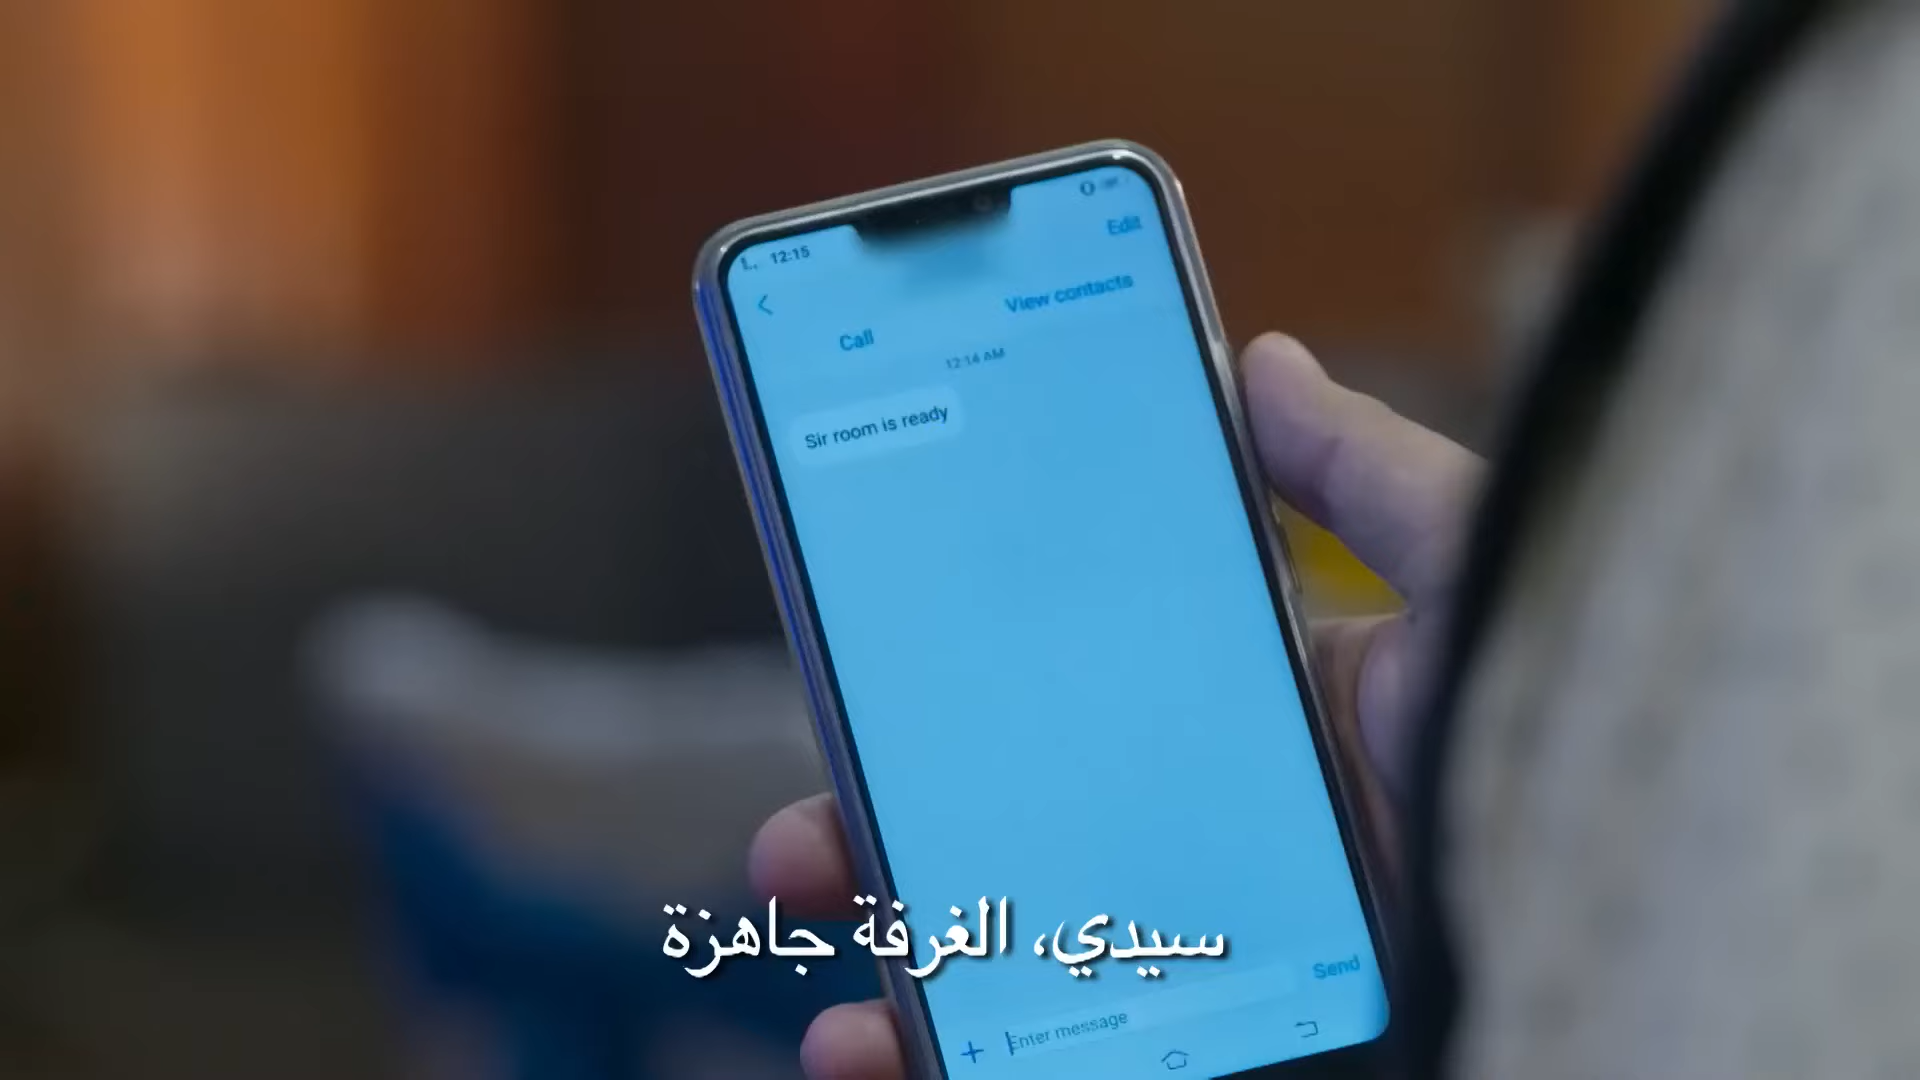 12:15
Edit
View contacts
Call
12:14 AM
Sir room is ready
سيدي، الغرفة جاهزة
Send
Enter message